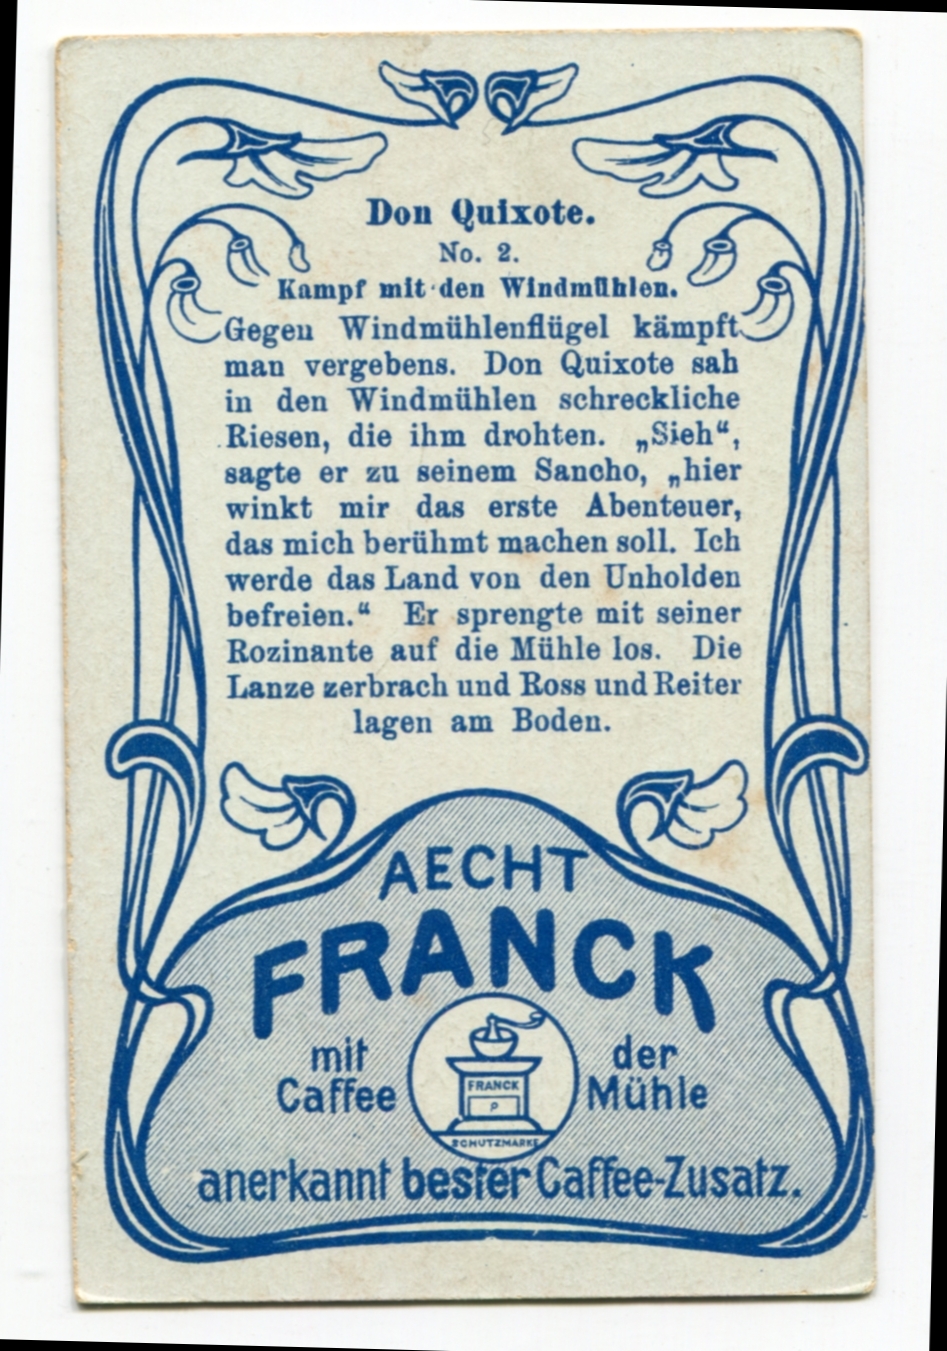 Don Quixote.
No. 2.
Kampf mit den Windmühlen.
Gegen Windmühlenflügel kämpft
man vergebens. Don Quixote sah
in den Windmühlen schreckliche
Riesen, die ihm drohten. „Sieh“,
sagte er zu seinem Sancho, „hier
winkt mir das erste Abenteuer,
das mich berühmt machen soll. Ich
werde das Land von den Unholden
befreien.“ Er sprengte mit seiner
Rozinante auf die Mühle los. Die
Lanze zerbrach und Ross und Reiter
lagen am Boden.
AECHT
FRANCK
mit der
Caffee Mühle
FRANCK
SCHUTZMARKE
anerkannt bester Caffee-Zusatz.